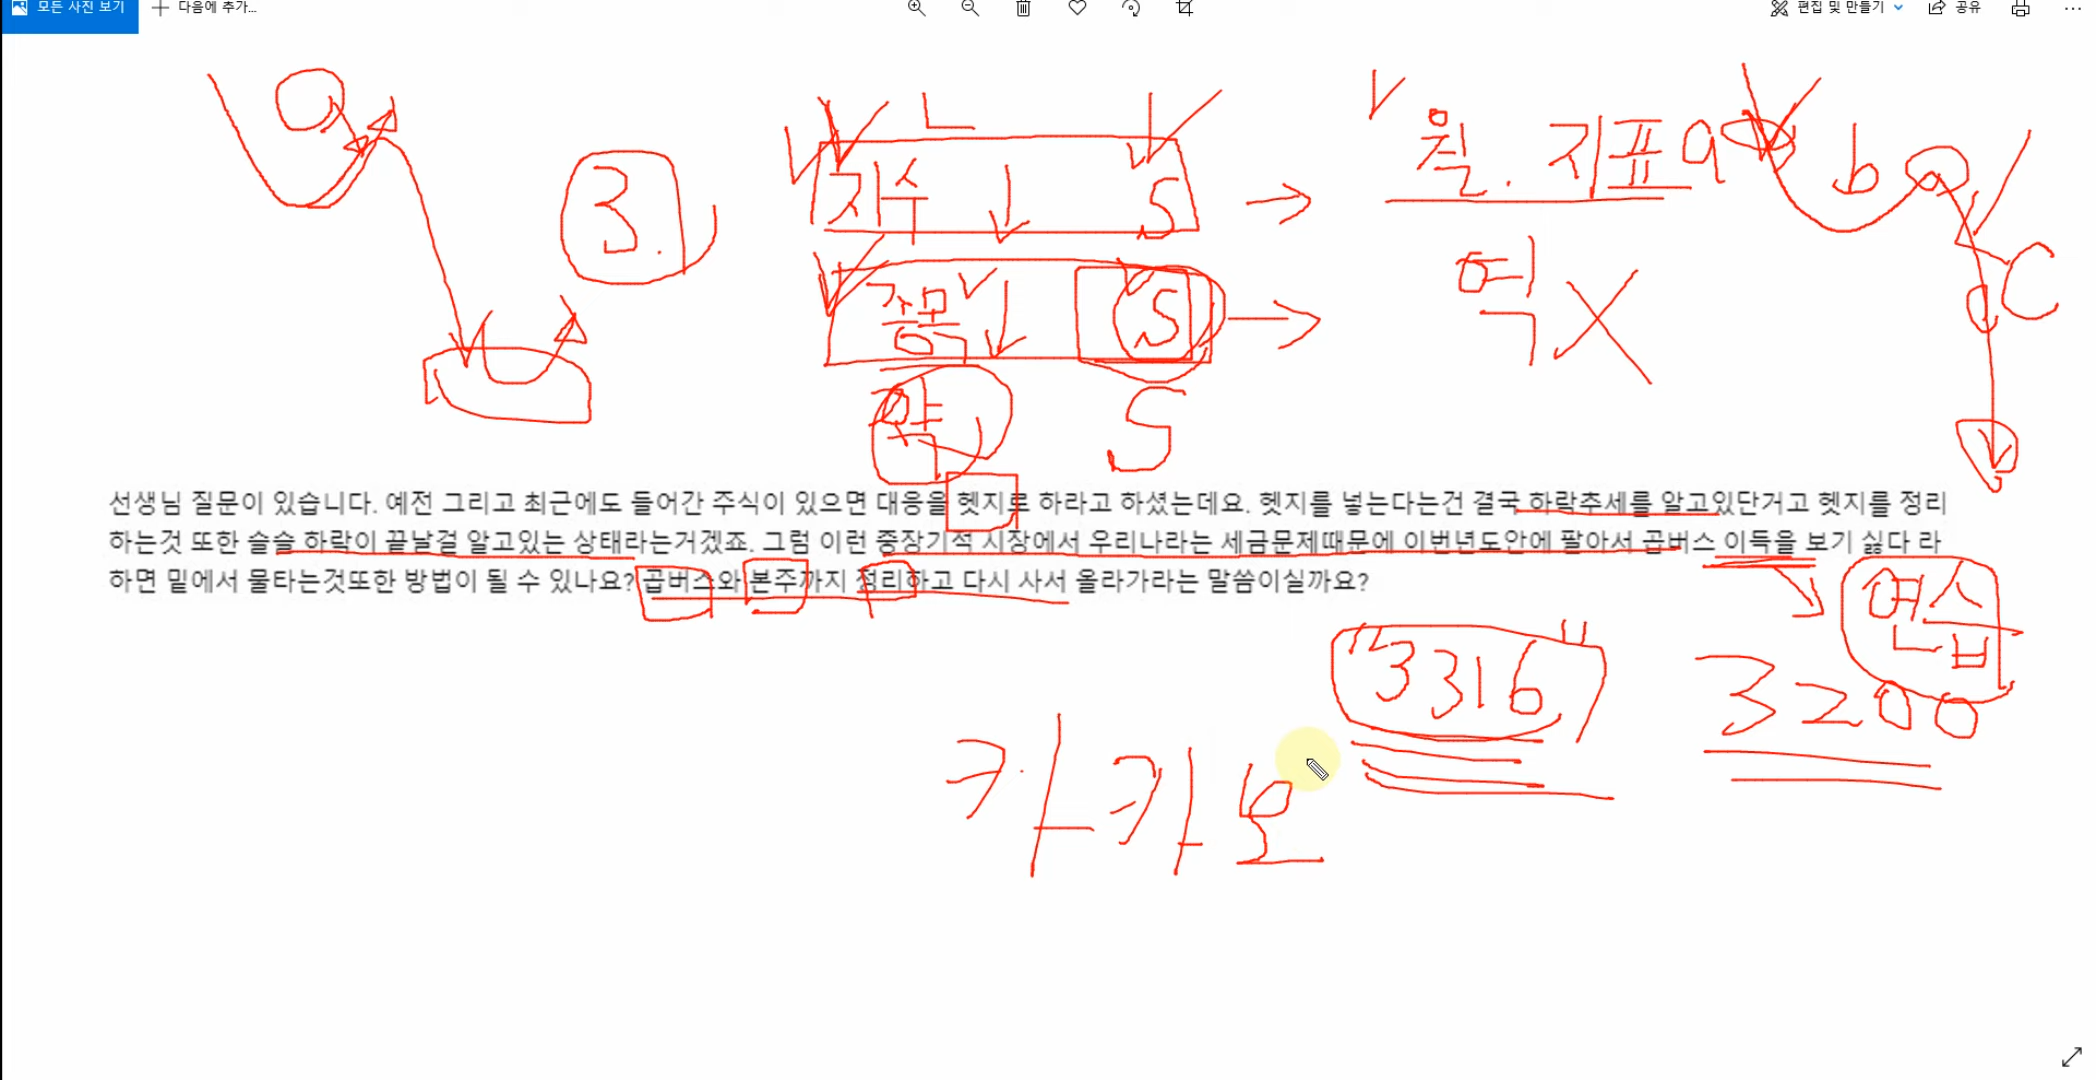 모든 사진 보기 다음에 추가... 편집 및 만들기 공유
3.
지수 ↓ S → 월. 지표 a b c
종목 ↓ S → 역 X
S
선생님 질문이 있습니다. 예전 그리고 최근에도 들어간 주식이 있으면 대응을 헷지로 하라고 하셨는데요. 헷지를 넣는다는건 결국 하락추세를 알고있단거고 헷지를 정리
하는것 또한 슬슬 하락이 끝날걸 알고있는 상태라는거겠죠. 그럼 이런 중장기적 시장에서 우리나라는 세금문제때문에 이번년도안에 팔아서 곱버스 이득을 보기 싫다 라
하면 밑에서 물타는것또한 방법이 될 수 있나요? 곱버스와 본주까지 정리하고 다시 사서 올라가라는 말씀이실까요?
연습
"3316" 3200
카카오